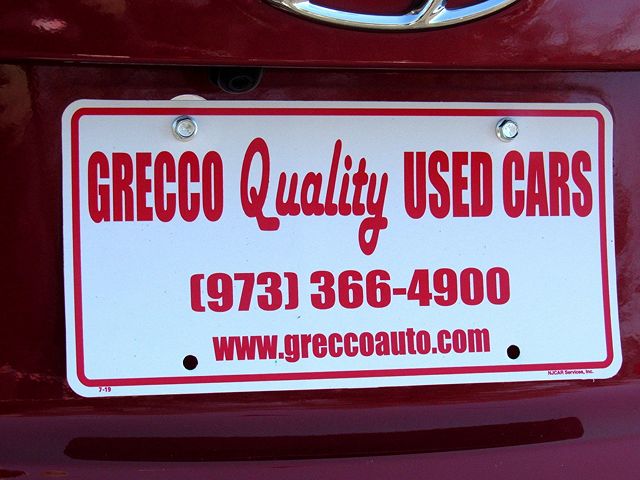 GRECCO Quality USED CARS
(973) 366-4900
www.greccoauto.com
7-19 NJCAR Services, Inc.